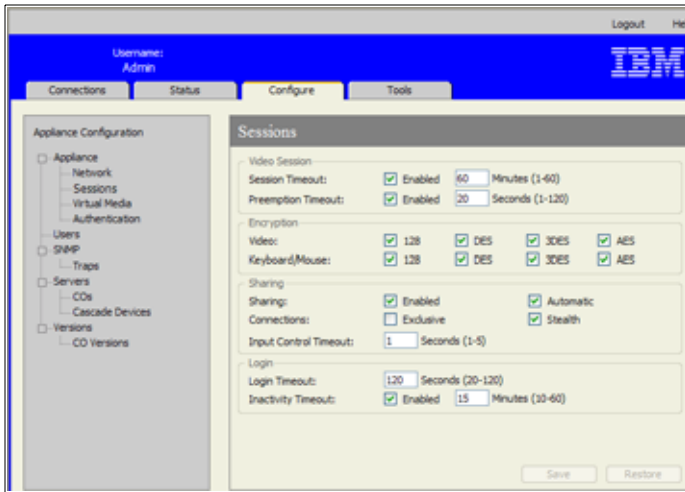 Logout He
Username:
Admin
IBM
Connections Status Configure Tools
Appliance Configuration
Appliance
Network
Sessions
Virtual Media
Authentication
Users
SNMP
Traps
Servers
COs
Cascade Devices
Versions
CO Versions
Sessions
Video Session
Session Timeout: Enabled 60 Minutes (1-60)
Preemption Timeout: Enabled 20 Seconds (1-120)
Encryption
Video: 128 DES 3DES AES
Keyboard/Mouse: 128 DES 3DES AES
Sharing
Sharing: Enabled Automatic
Connections: Exclusive Stealth
Input Control Timeout: 1 Seconds (1-5)
Login
Login Timeout: 120 Seconds (20-120)
Inactivity Timeout: Enabled 15 Minutes (10-60)
Save Restore